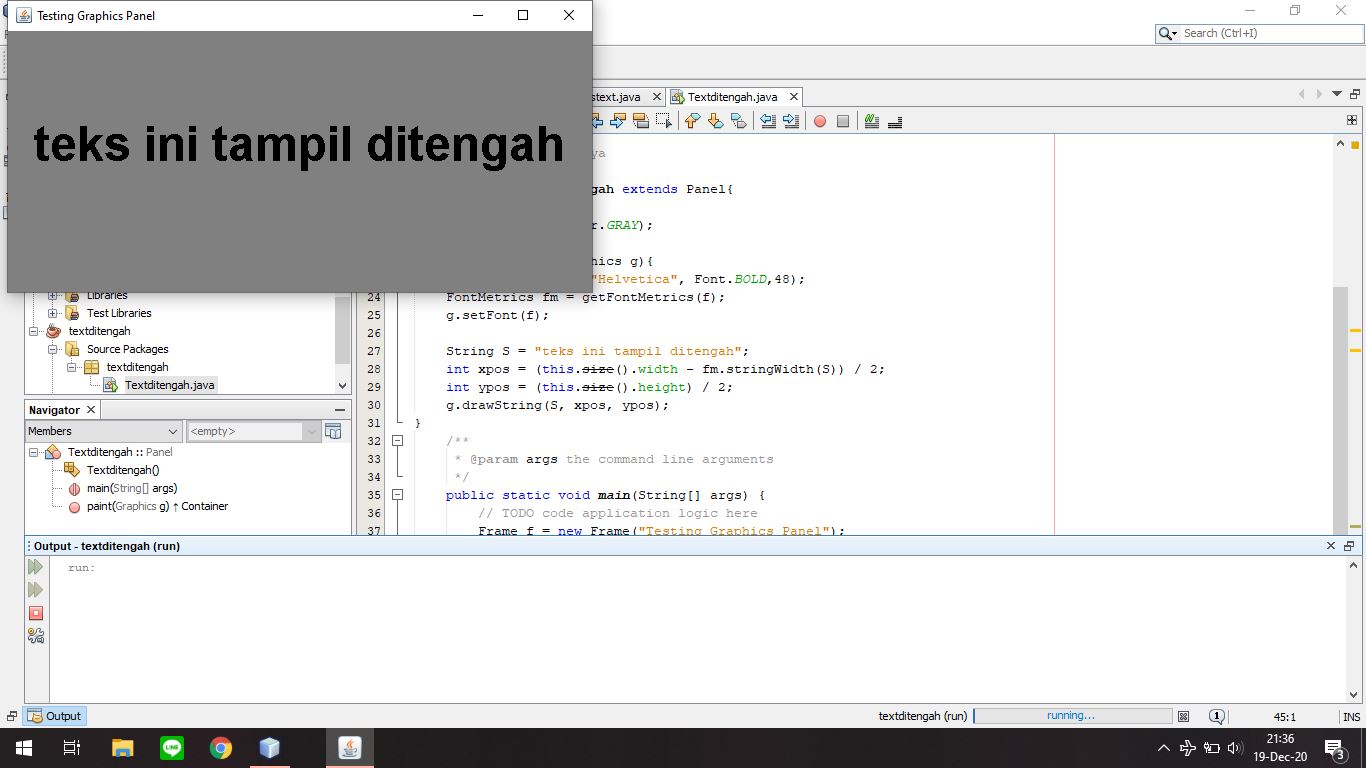 Testing Graphics Panel
teks ini tampil ditengah
Search (Ctrl+I)
stext.java
Textditengah.java
ya
gah extends Panel{
r.GRAY);
hics g){
"Helvetica", Font.BOLD,48);
24 FontMetrics fm = getFontMetrics(f);
25 g.setFont(f);
26
27 String S = "teks ini tampil ditengah";
28 int xpos = (this.size().width - fm.stringWidth(S)) / 2;
29 int ypos = (this.size().height) / 2;
30 g.drawString(S, xpos, ypos);
31 }
32 /**
33 * @param args the command line arguments
34 */
35 public static void main(String[] args) {
36 // TODO code application logic here
37 Frame f = new Frame("Testing Graphics Panel");
Libraries
Test Libraries
textditengah
Source Packages
textditengah
Textditengah.java
Navigator
Members
<empty>
Textditengah :: Panel
Textditengah()
main(String[] args)
paint(Graphics g) ↑ Container
Output - textditengah (run)
run:
Output
textditengah (run)
running...
1
45:1
INS
LINE
21:36
19-Dec-20
3